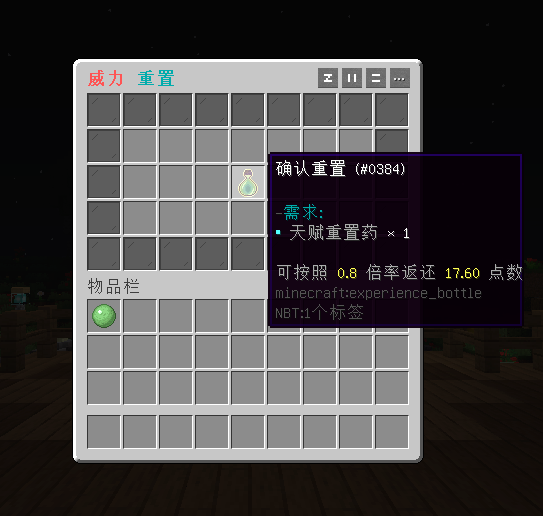 威力 重置
确认重置 (#0384)
-需求:
▪ 天赋重置药 × 1
可按照 0.8 倍率返还 17.60 点数
minecraft:experience_bottle
NBT:1个标签
物品栏